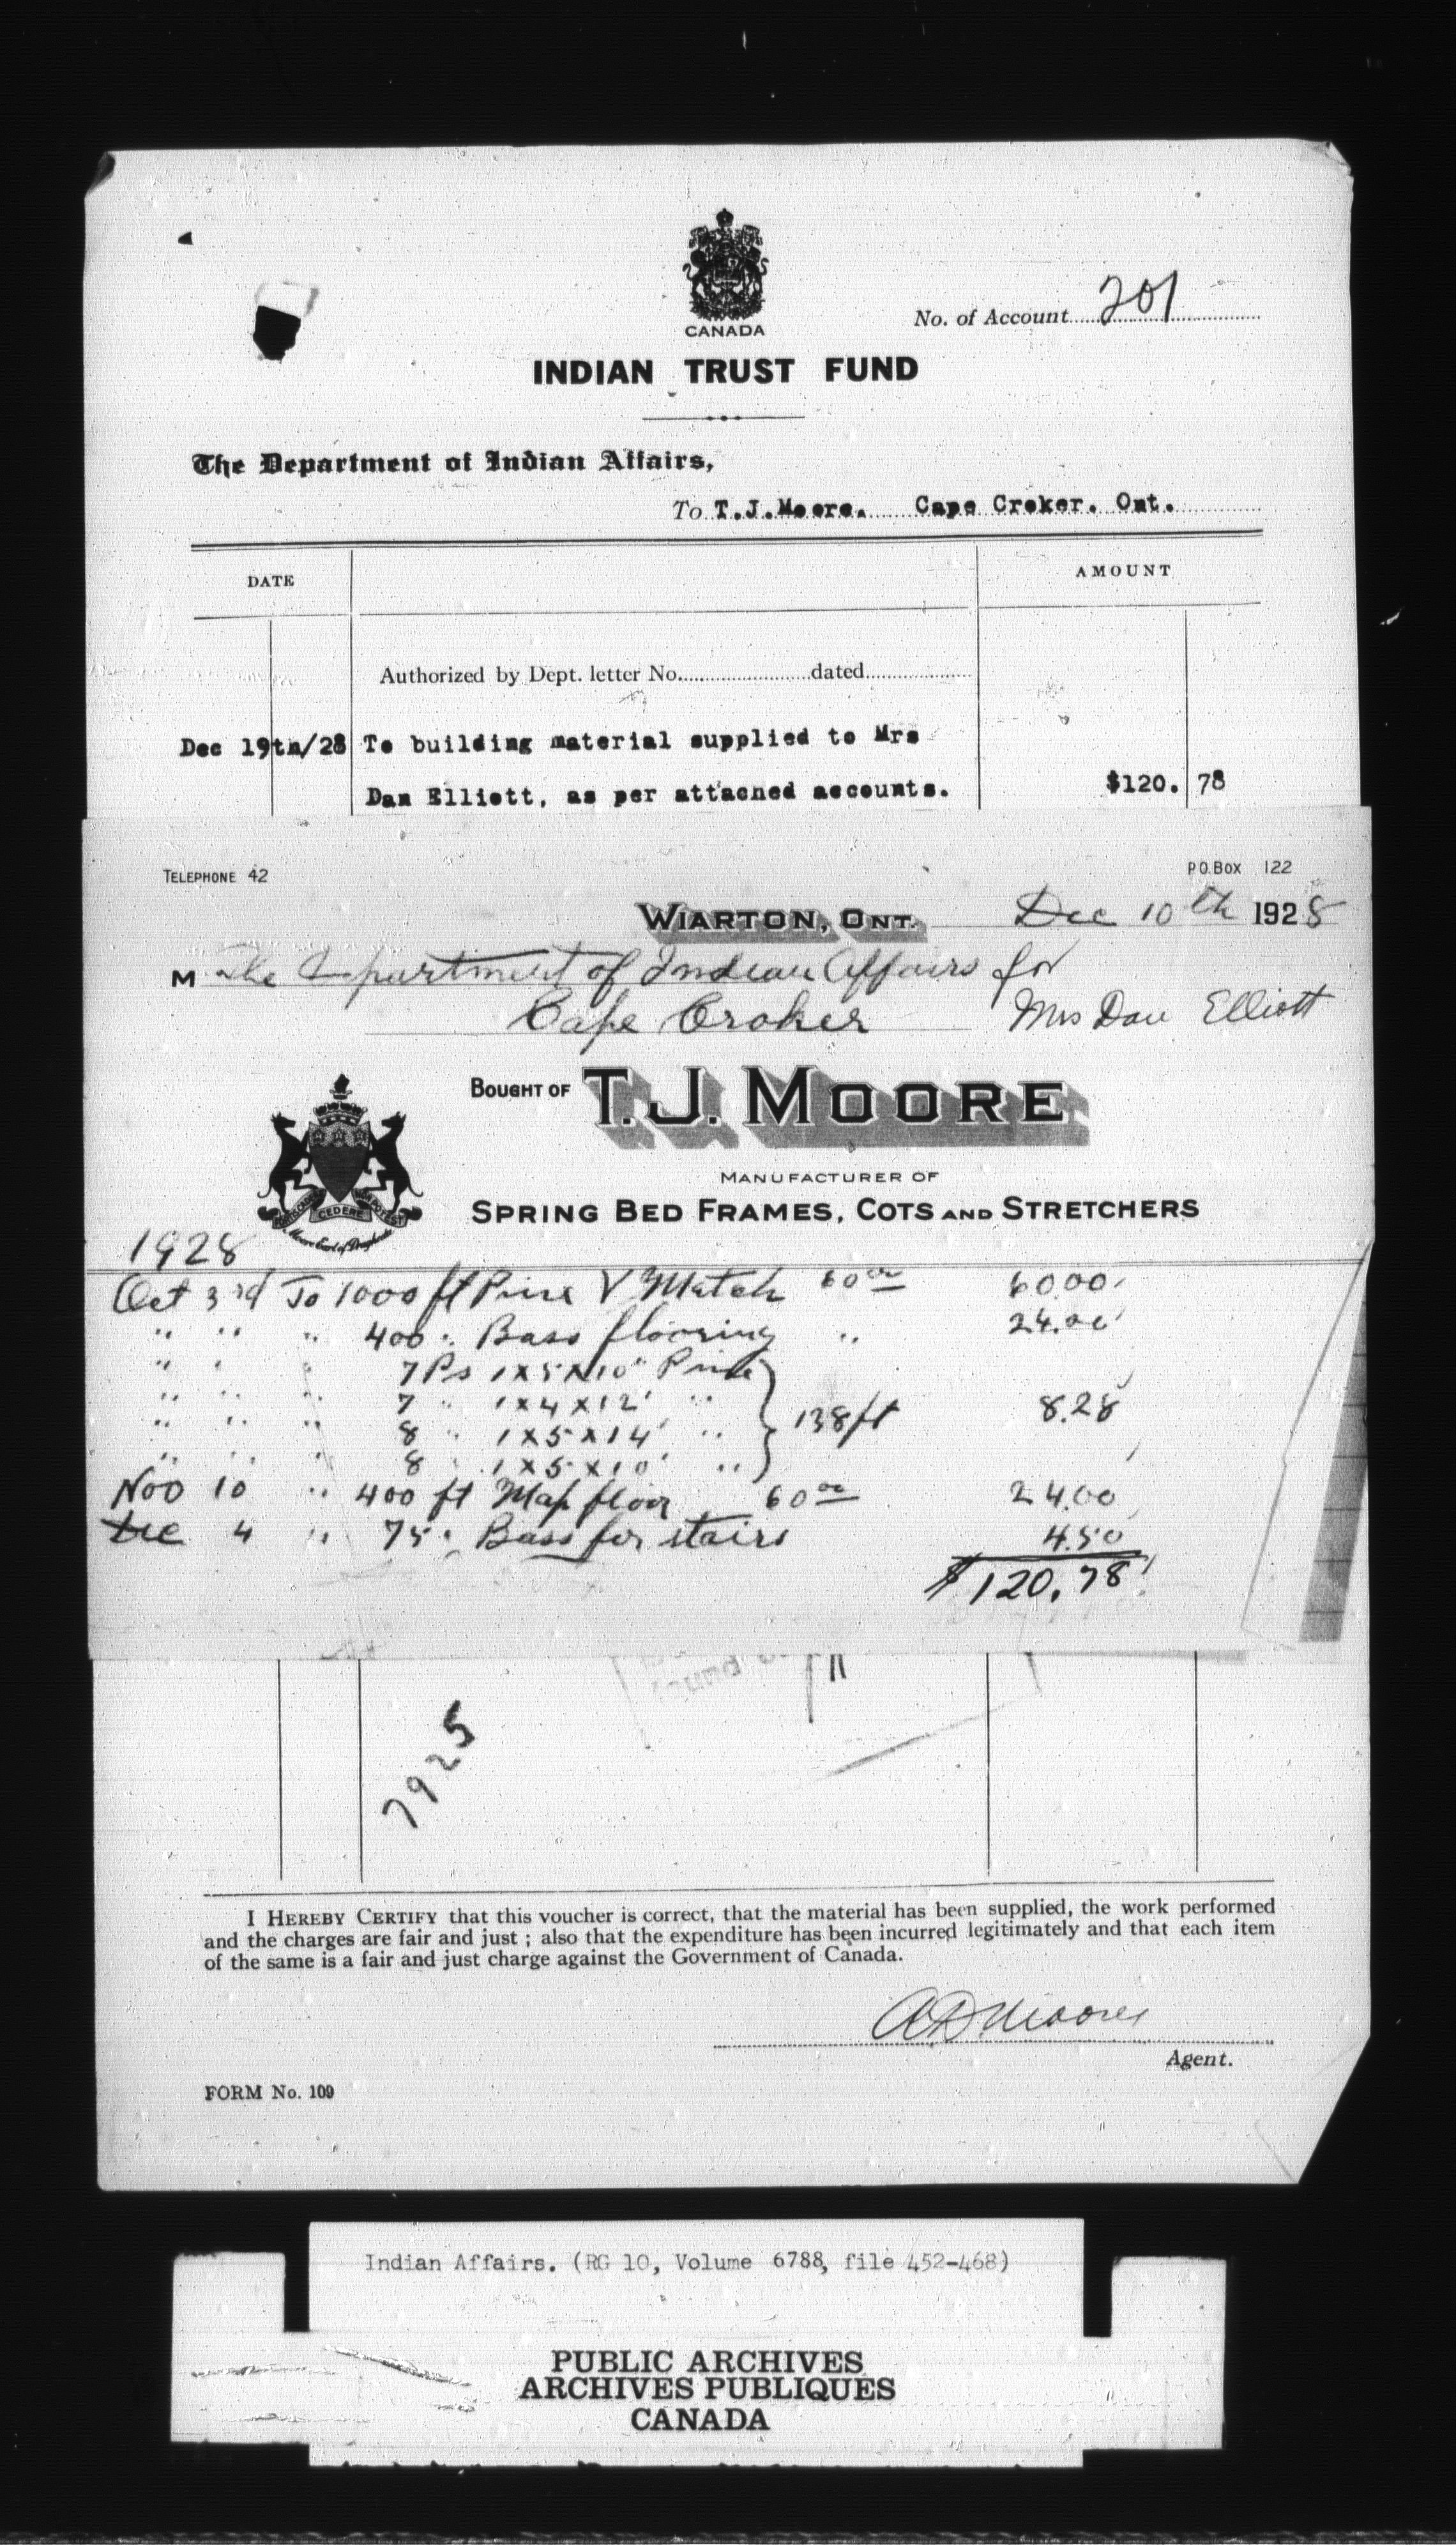 CANADA
No. of Account 201
INDIAN TRUST FUND
The Department of Indian Affairs,
To T.J.Moore. Cape Croker. Ont.
DATE
AMOUNT
Authorized by Dept. letter No. dated
Dec 19th/28 To building material supplied to Mrs
Dan Elliott, as per attached accounts. $120. 78
TELEPHONE 42
P.O. BOX 122
WIARTON, ONT. Dec 10th 1928
M The Department of Indian Affairs for
Cape Croker Mrs Dan Elliott
BOUGHT OF T.J. MOORE
MANUFACTURER OF
SPRING BED FRAMES, COTS AND STRETCHERS
CEDERE
1928
Oct 3rd To 1000 ft Pine V Match 60 00 60.00
" " " 400 " Bass flooring " 24.00
" " " 7 Ps 1x5x10" Pine
" " " 7 " 1x4x12' " 138 ft 8.28
" " " 8 " 1x5x14' "
" " " 8 " 1x5x10' "
Nov 10 " 400 ft Map floor 60 00 24.00
Dec 4 " 75 " Bass for stairs 4.50
$120.78
7925
I HEREBY CERTIFY that this voucher is correct, that the material has been supplied, the work performed
and the charges are fair and just ; also that the expenditure has been incurred legitimately and that each item
of the same is a fair and just charge against the Government of Canada.
A D Moore
Agent.
FORM No. 109
Indian Affairs. (RG 10, Volume 6788, file 452-468)
PUBLIC ARCHIVES
ARCHIVES PUBLIQUES
CANADA